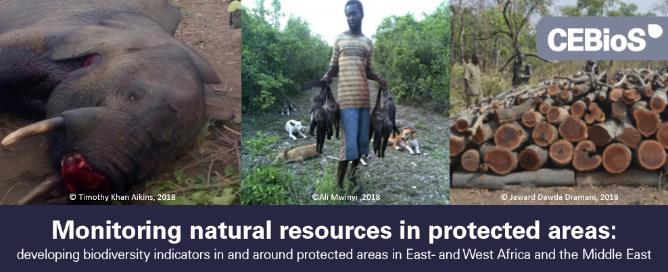 CEBioS
© Timothy Khan Aikins, 2018
©Ali Mwinyi ,2018
© Jaward Dawda Dramani, 2018
Monitoring natural resources in protected areas:
developing biodiversity indicators in and around protected areas in East- and West Africa and the Middle East